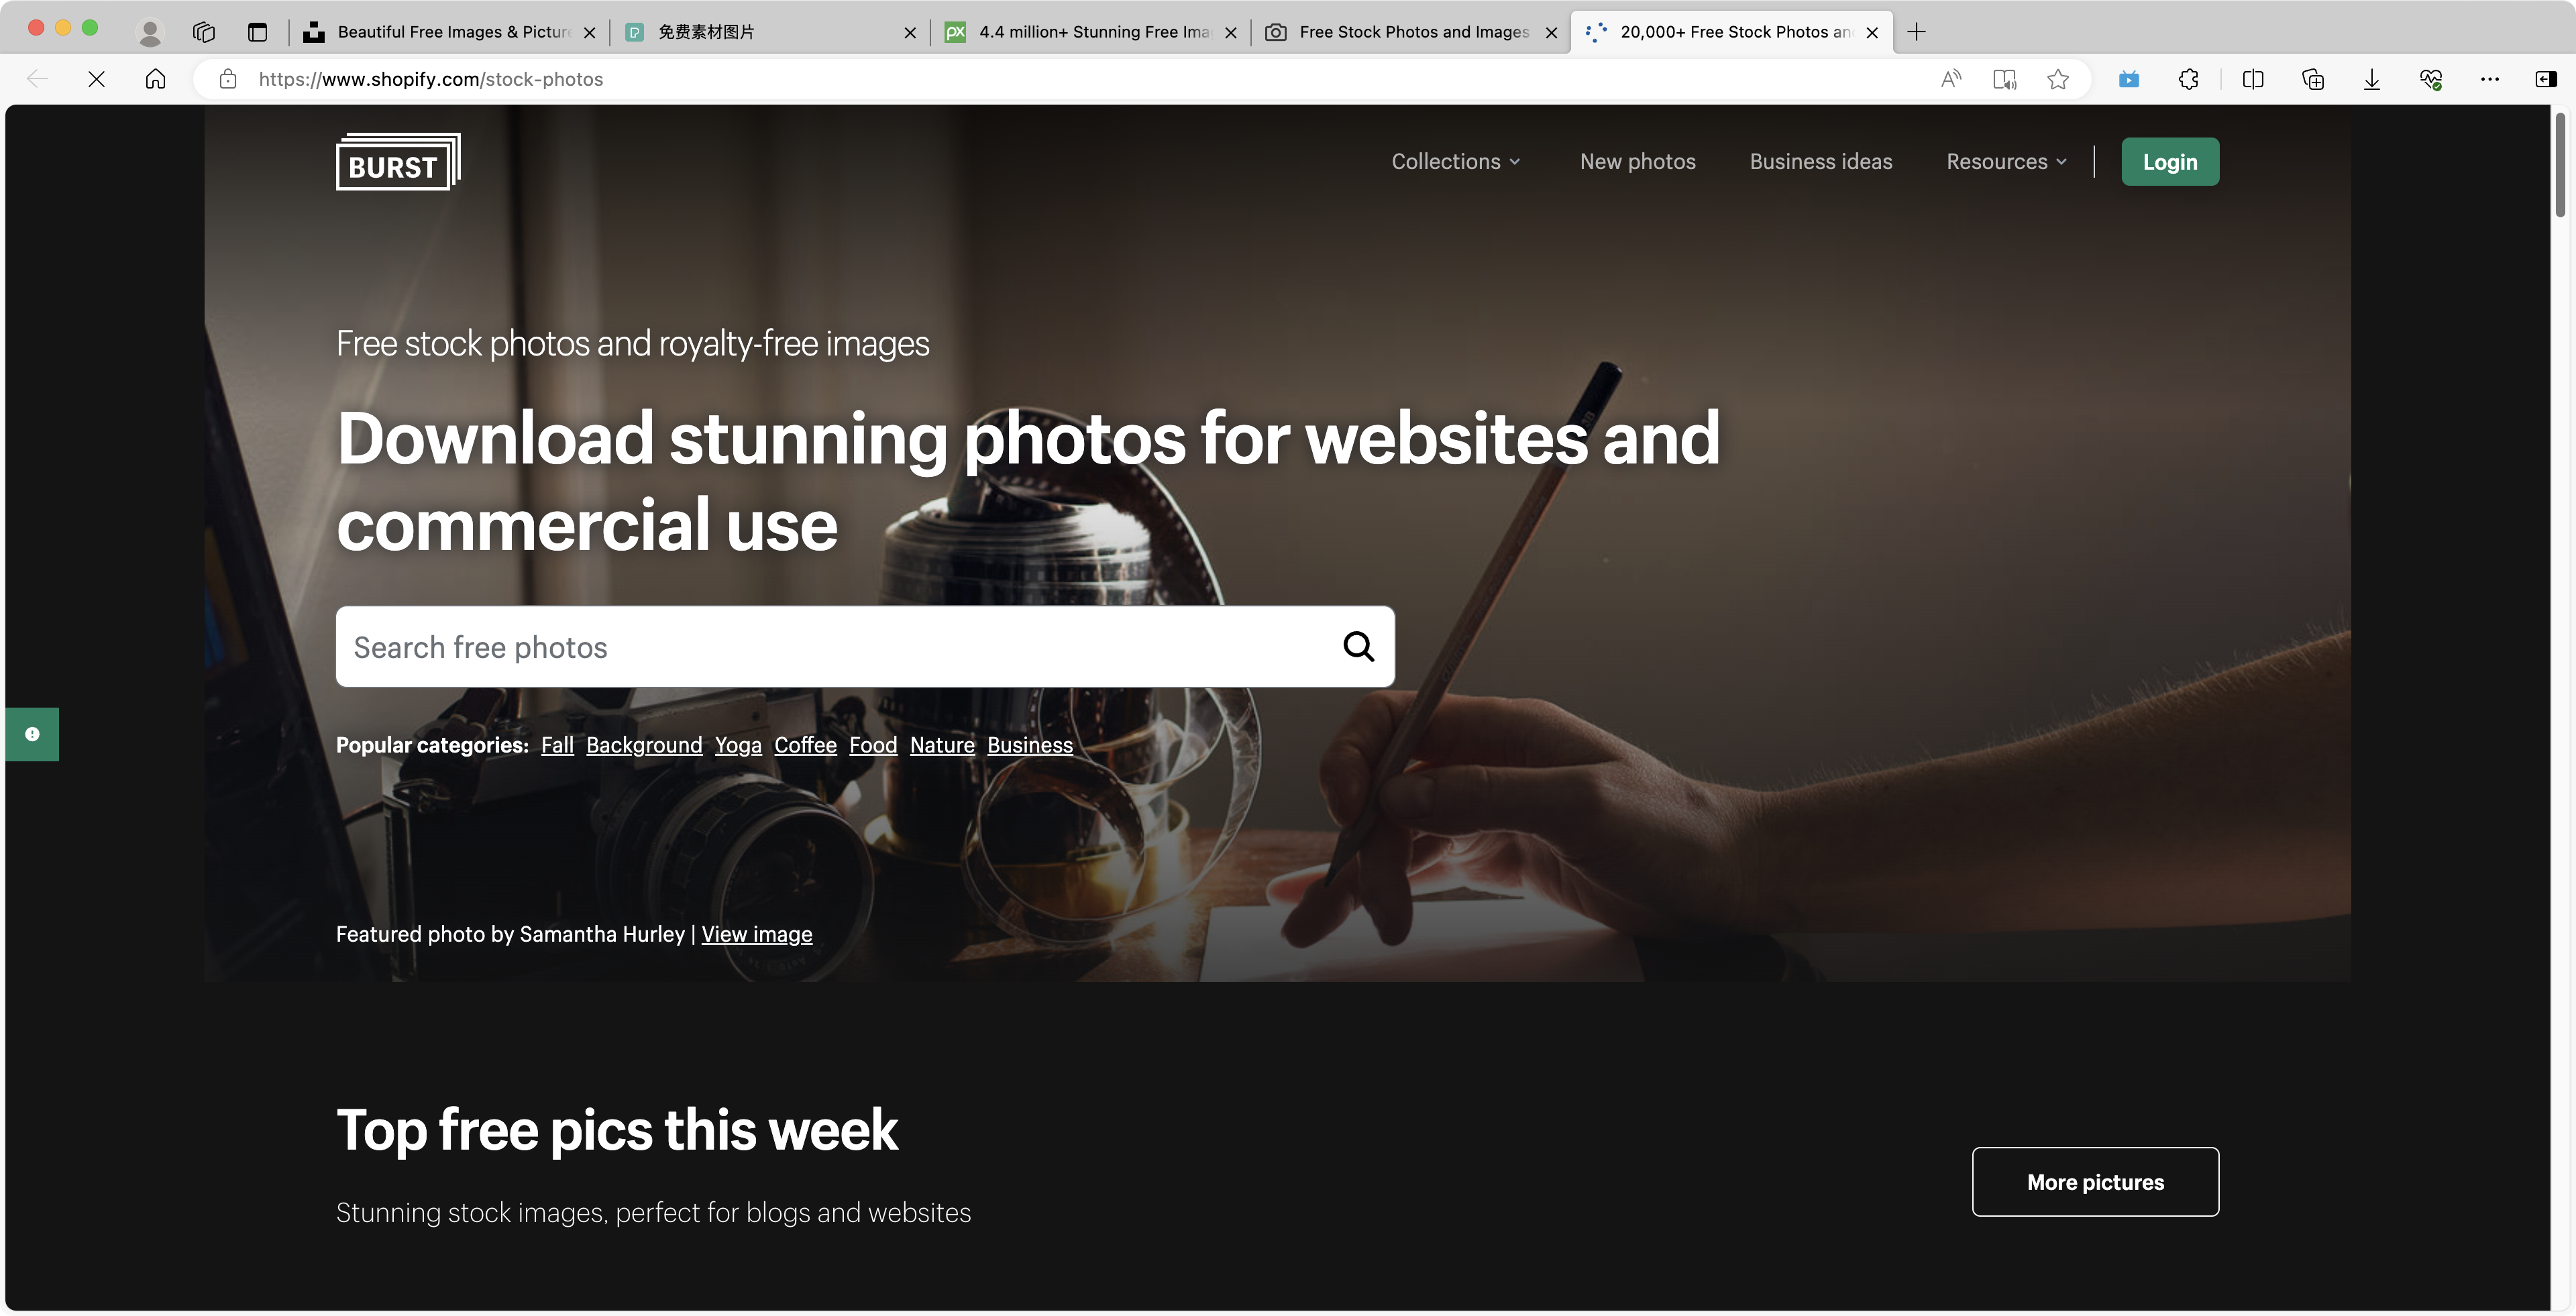 Beautiful Free Images & Pictur
免费素材图片
4.4 million+ Stunning Free Ima
Free Stock Photos and Images
20,000+ Free Stock Photos an
https://www.shopify.com/stock-photos
BURST
Collections
New photos
Business ideas
Resources
Login
Free stock photos and royalty-free images
Download stunning photos for websites and
commercial use
Search free photos
Popular categories: Fall Background Yoga Coffee Food Nature Business
Featured photo by Samantha Hurley | View image
Top free pics this week
More pictures
Stunning stock images, perfect for blogs and websites